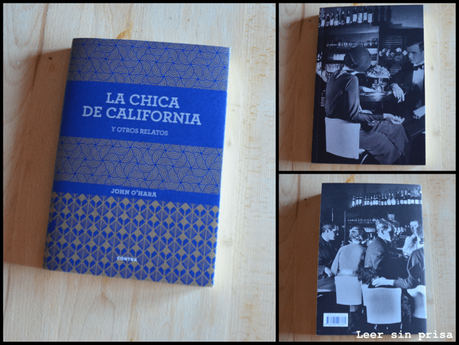 LA CHICA
DE CALIFORNIA
Y OTROS RELATOS
JOHN O'HARA
CONTRA
Leer sin prisa